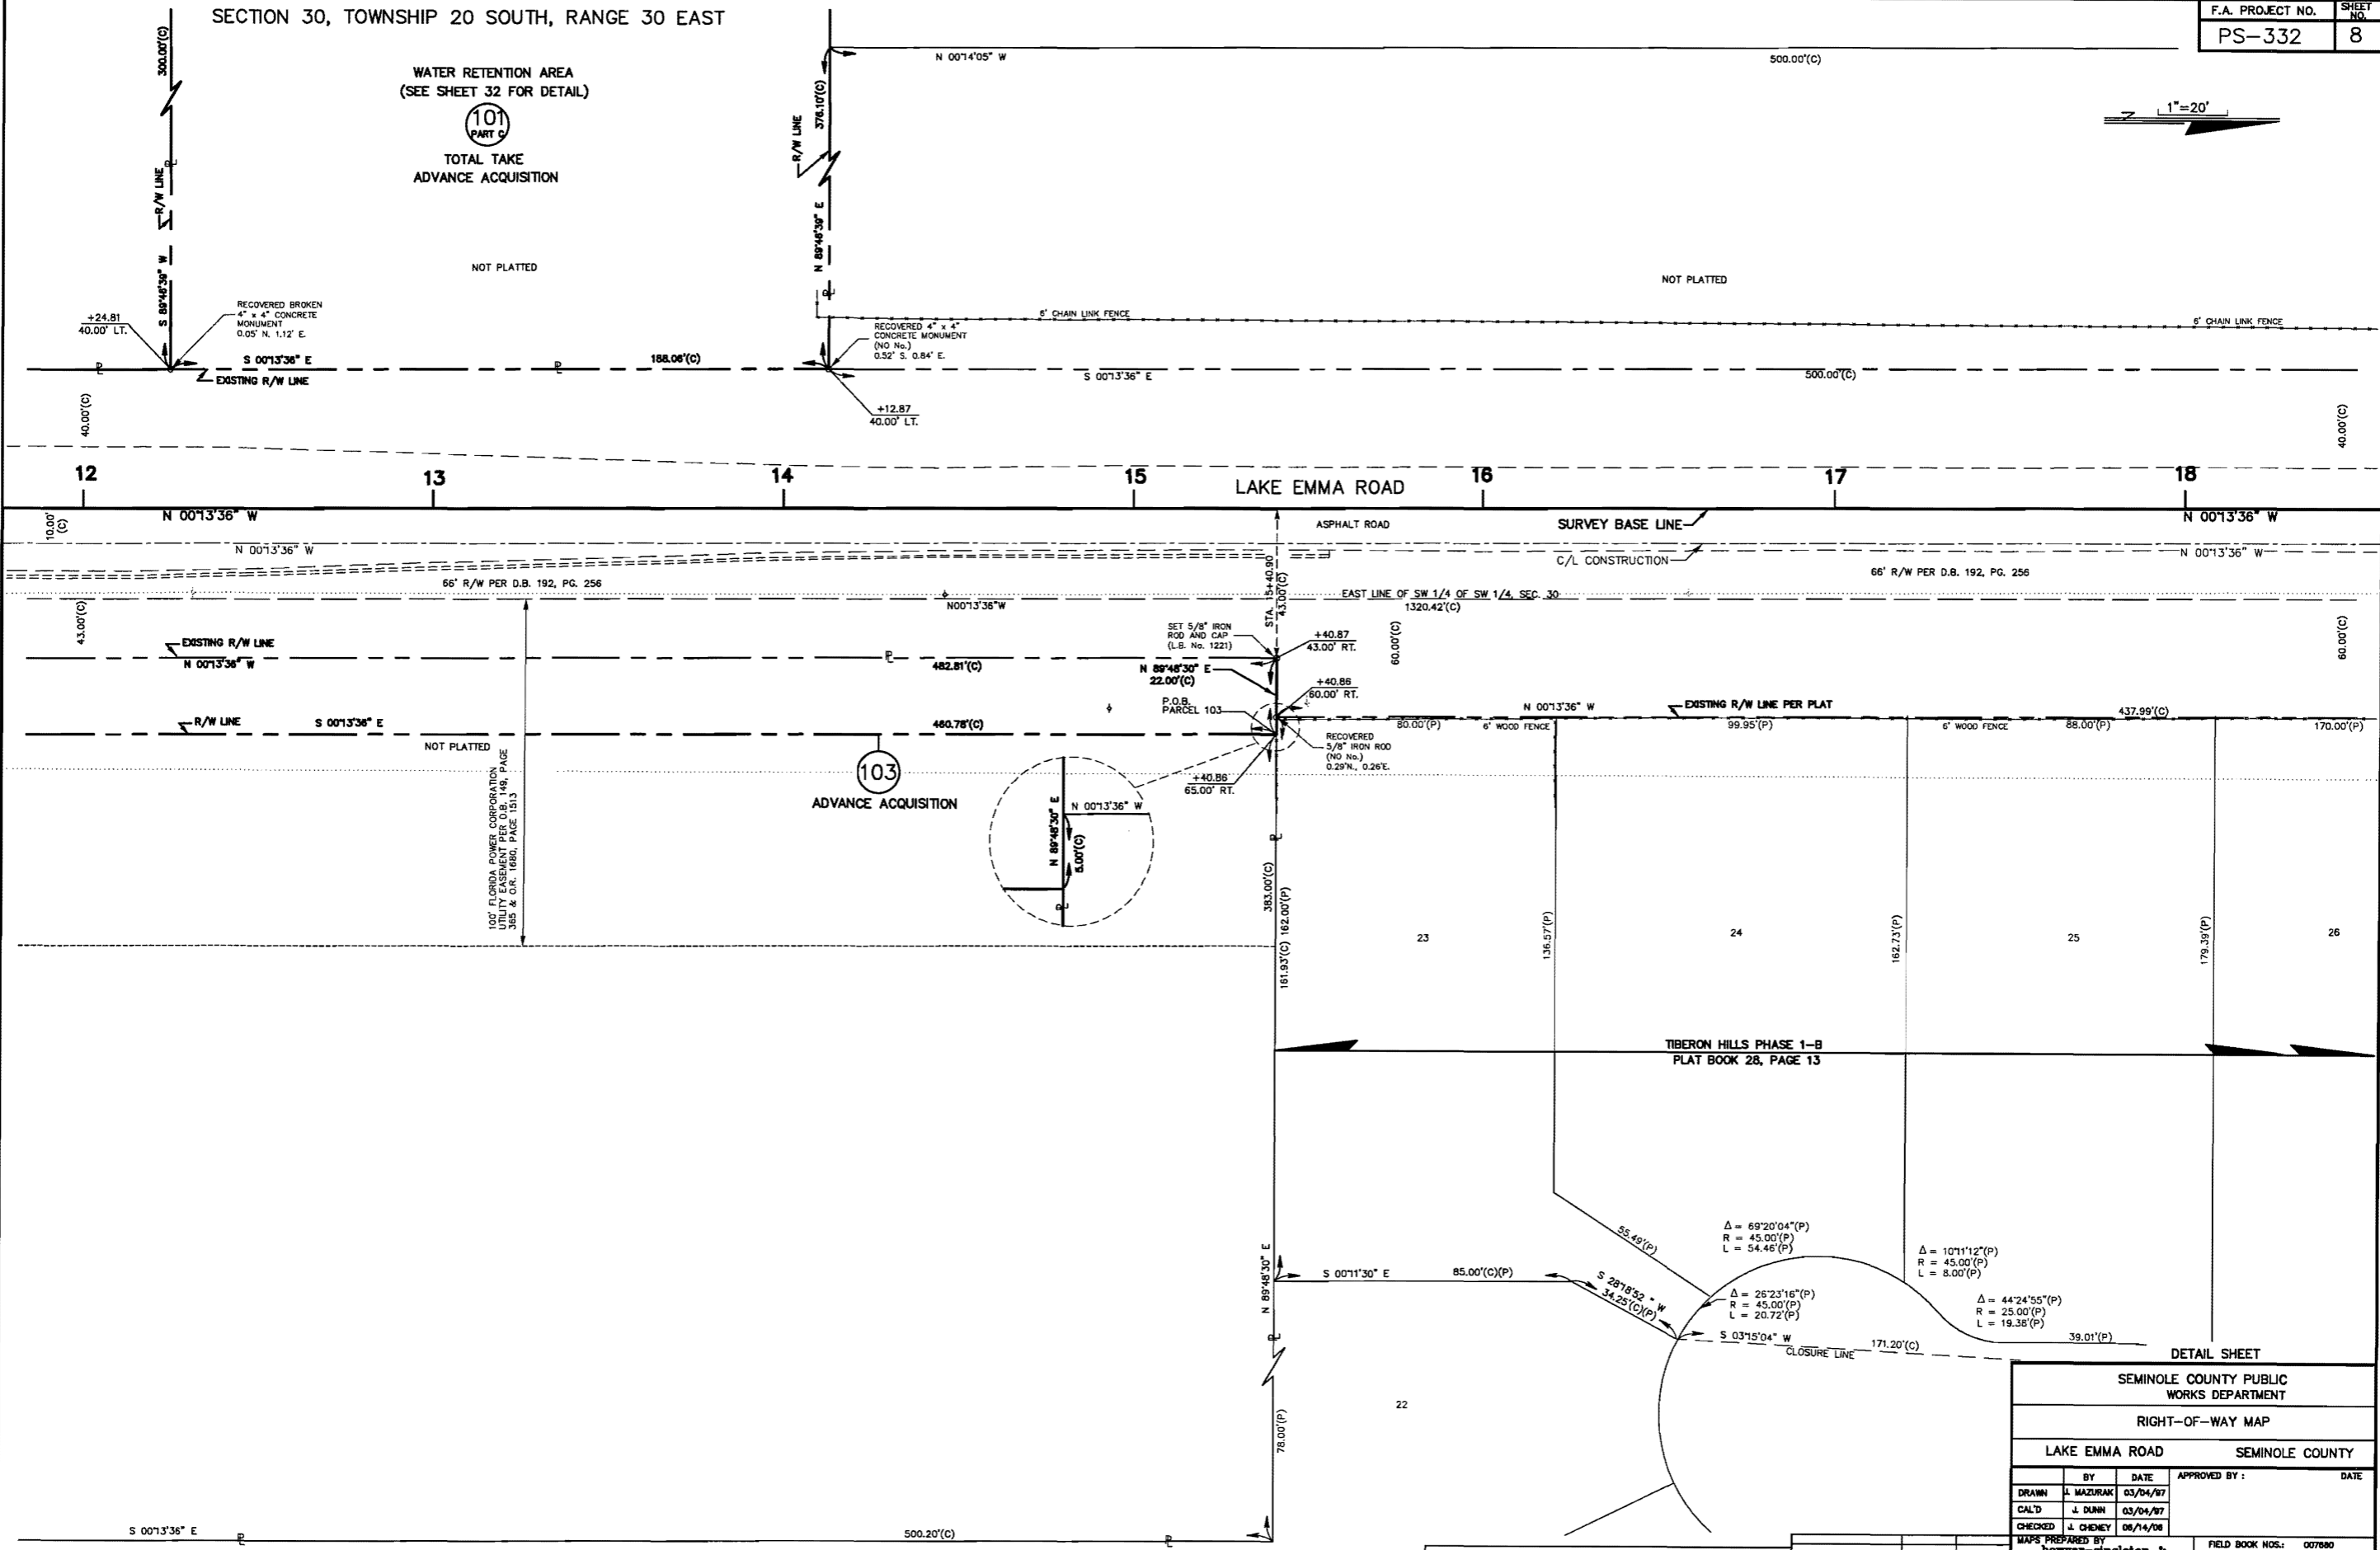 SECTION 30, TOWNSHIP 20 SOUTH, RANGE 30 EAST
F.A. PROJECT NO.
SHEET NO.
PS-332
8
300.00'(C)
WATER RETENTION AREA
(SEE SHEET 32 FOR DETAIL)
101
PART C
TOTAL TAKE
ADVANCE ACQUISITION
376.10'(C)
R/W LINE
N 00°14'05" W
500.00'(C)
1"=20'
R/W LINE
S 89°46'39" W
N 89°46'39" E
NOT PLATTED
NOT PLATTED
+24.81
40.00' LT.
RECOVERED BROKEN
4" x 4" CONCRETE
MONUMENT
0.05' N. 1.12' E.
6' CHAIN LINK FENCE
6' CHAIN LINK FENCE
RECOVERED 4" x 4"
CONCRETE MONUMENT
(NO No.)
0.52' S. 0.84' E.
S 00°13'36" E
188.06'(C)
EXISTING R/W LINE
S 00°13'36" E
500.00'(C)
+12.87
40.00' LT.
40.00'(C)
40.00'(C)
12
13
14
15
16
17
18
LAKE EMMA ROAD
10.00'
(C)
N 00°13'36" W
ASPHALT ROAD
SURVEY BASE LINE
N 00°13'36" W
N 00°13'36" W
C/L CONSTRUCTION
N 00°13'36" W
66' R/W PER D.B. 192, PG. 256
66' R/W PER D.B. 192, PG. 256
43.00'(C)
N00°13'36"W
STA. 15+40.90
43.00'(C)
EAST LINE OF SW 1/4 OF SW 1/4, SEC. 30
1320.42'(C)
SET 5/8" IRON
ROD AND CAP
(L.B. No. 1221)
+40.87
43.00' RT.
60.00'(C)
60.00'(C)
EXISTING R/W LINE
N 00°13'36" W
482.81'(C)
N 89°48'30" E
22.00'(C)
+40.86
60.00' RT.
P.O.B.
PARCEL 103
R/W LINE
S 00°13'36" E
460.78'(C)
N 00°13'36" W
EXISTING R/W LINE PER PLAT
437.99'(C)
80.00'(P)
6' WOOD FENCE
99.95'(P)
6' WOOD FENCE
88.00'(P)
170.00'(P)
NOT PLATTED
RECOVERED
5/8" IRON ROD
(NO No.)
0.29'N., 0.26'E.
103
ADVANCE ACQUISITION
+40.86
65.00' RT.
100' FLORIDA POWER CORPORATION
UTILITY EASEMENT PER D.B. 149, PAGE
365 & O.R. 1680, PAGE 1513
N 89°48'30" E
N 00°13'36" W
5.00'(C)
383.00'(C)
161.93'(C) 162.00'(P)
23
136.57'(P)
24
162.73'(P)
25
179.39'(P)
26
TIBERON HILLS PHASE 1-B
PLAT BOOK 28, PAGE 13
N 89°48'30" E
S 00°11'30" E
85.00'(C)(P)
55.49'(P)
S 28°18'52" W
34.25'(C)(P)
Δ = 69°20'04"(P)
R = 45.00'(P)
L = 54.46'(P)
Δ = 10°11'12"(P)
R = 45.00'(P)
L = 8.00'(P)
Δ = 26°23'16"(P)
R = 45.00'(P)
L = 20.72'(P)
Δ = 44°24'55"(P)
R = 25.00'(P)
L = 19.38'(P)
S 03°15'04" W
171.20'(C)
CLOSURE LINE
39.01'(P)
22
78.00'(P)
S 00°13'36" E
500.20'(C)
DETAIL SHEET
SEMINOLE COUNTY PUBLIC
WORKS DEPARTMENT
RIGHT-OF-WAY MAP
LAKE EMMA ROAD SEMINOLE COUNTY
BY DATE APPROVED BY : DATE
DRAWN J. MAZURAK 03/04/97
CAL'D J. DUNN 03/04/97
CHECKED J. CHENEY 06/14/06
MAPS PREPARED BY
FIELD BOOK NOS.: 007680